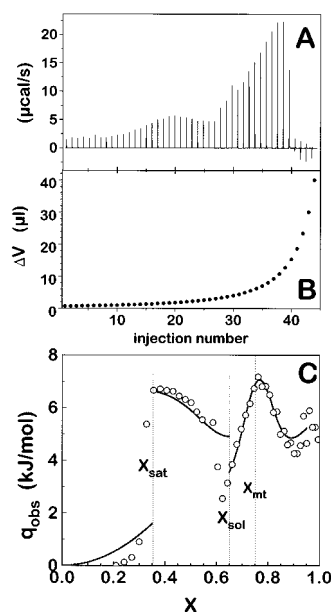 A
(µcal/s)
20
15
10
5
0
B
ΔV (µl)
40
30
20
10
0
10 20 30 40
injection number
C
q_obs (kJ/mol)
8
6
4
2
0
X_sat
X_sol
X_mt
0.0 0.2 0.4 0.6 0.8 1.0
X